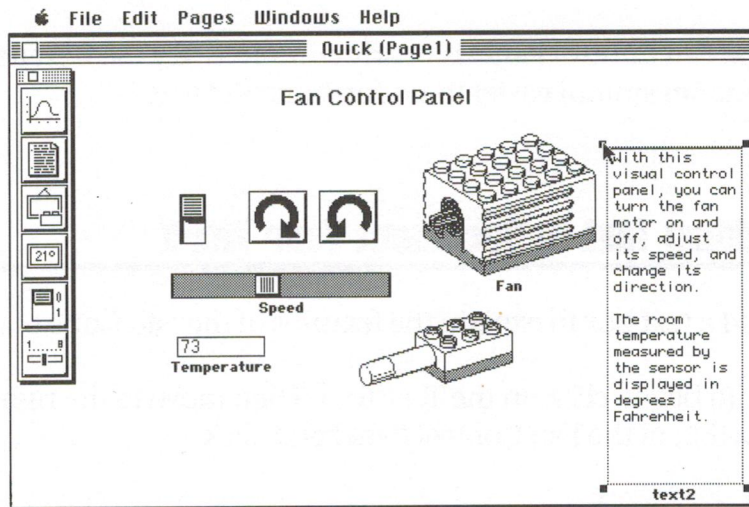 File Edit Pages Windows Help
Quick (Page1)
Fan Control Panel
21°
0
1
1 8
Speed
73
Temperature
Fan
With this
visual control
panel, you can
turn the fan
motor on and
off, adjust
its speed, and
change its
direction.
The room
temperature
measured by
the sensor is
displayed in
degrees
Fahrenheit.
text2